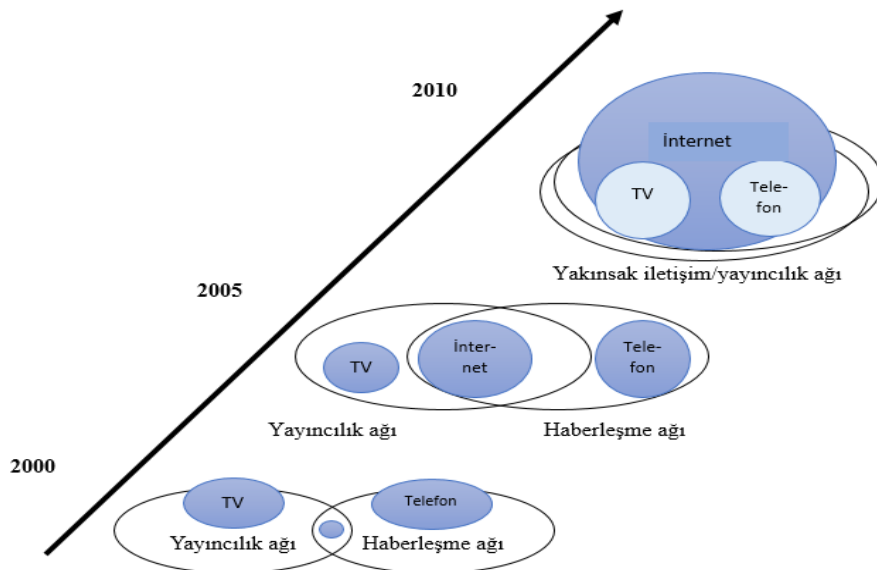 2010
İnternet
TV
Tele-
fon
Yakınsak iletişim/yayıncılık ağı
2005
TV
İnter-
net
Tele-
fon
Yayıncılık ağı
Haberleşme ağı
2000
TV
Telefon
Yayıncılık ağı
Haberleşme ağı